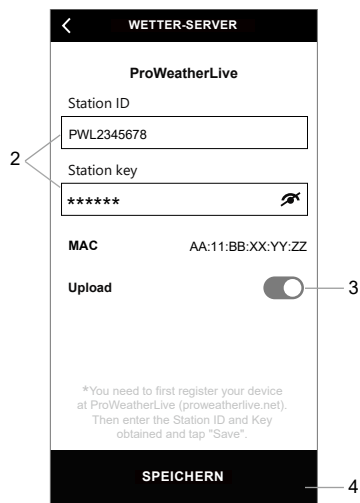 WETTER-SERVER
ProWeatherLive
Station ID
PWL2345678
2
Station key
******
MAC AA:11:BB:XX:YY:ZZ
Upload
3
*You need to first register your device
at ProWeatherLive (proweatherlive.net).
Then enter the Station ID and Key
obtained and tap "Save".
SPEICHERN
4